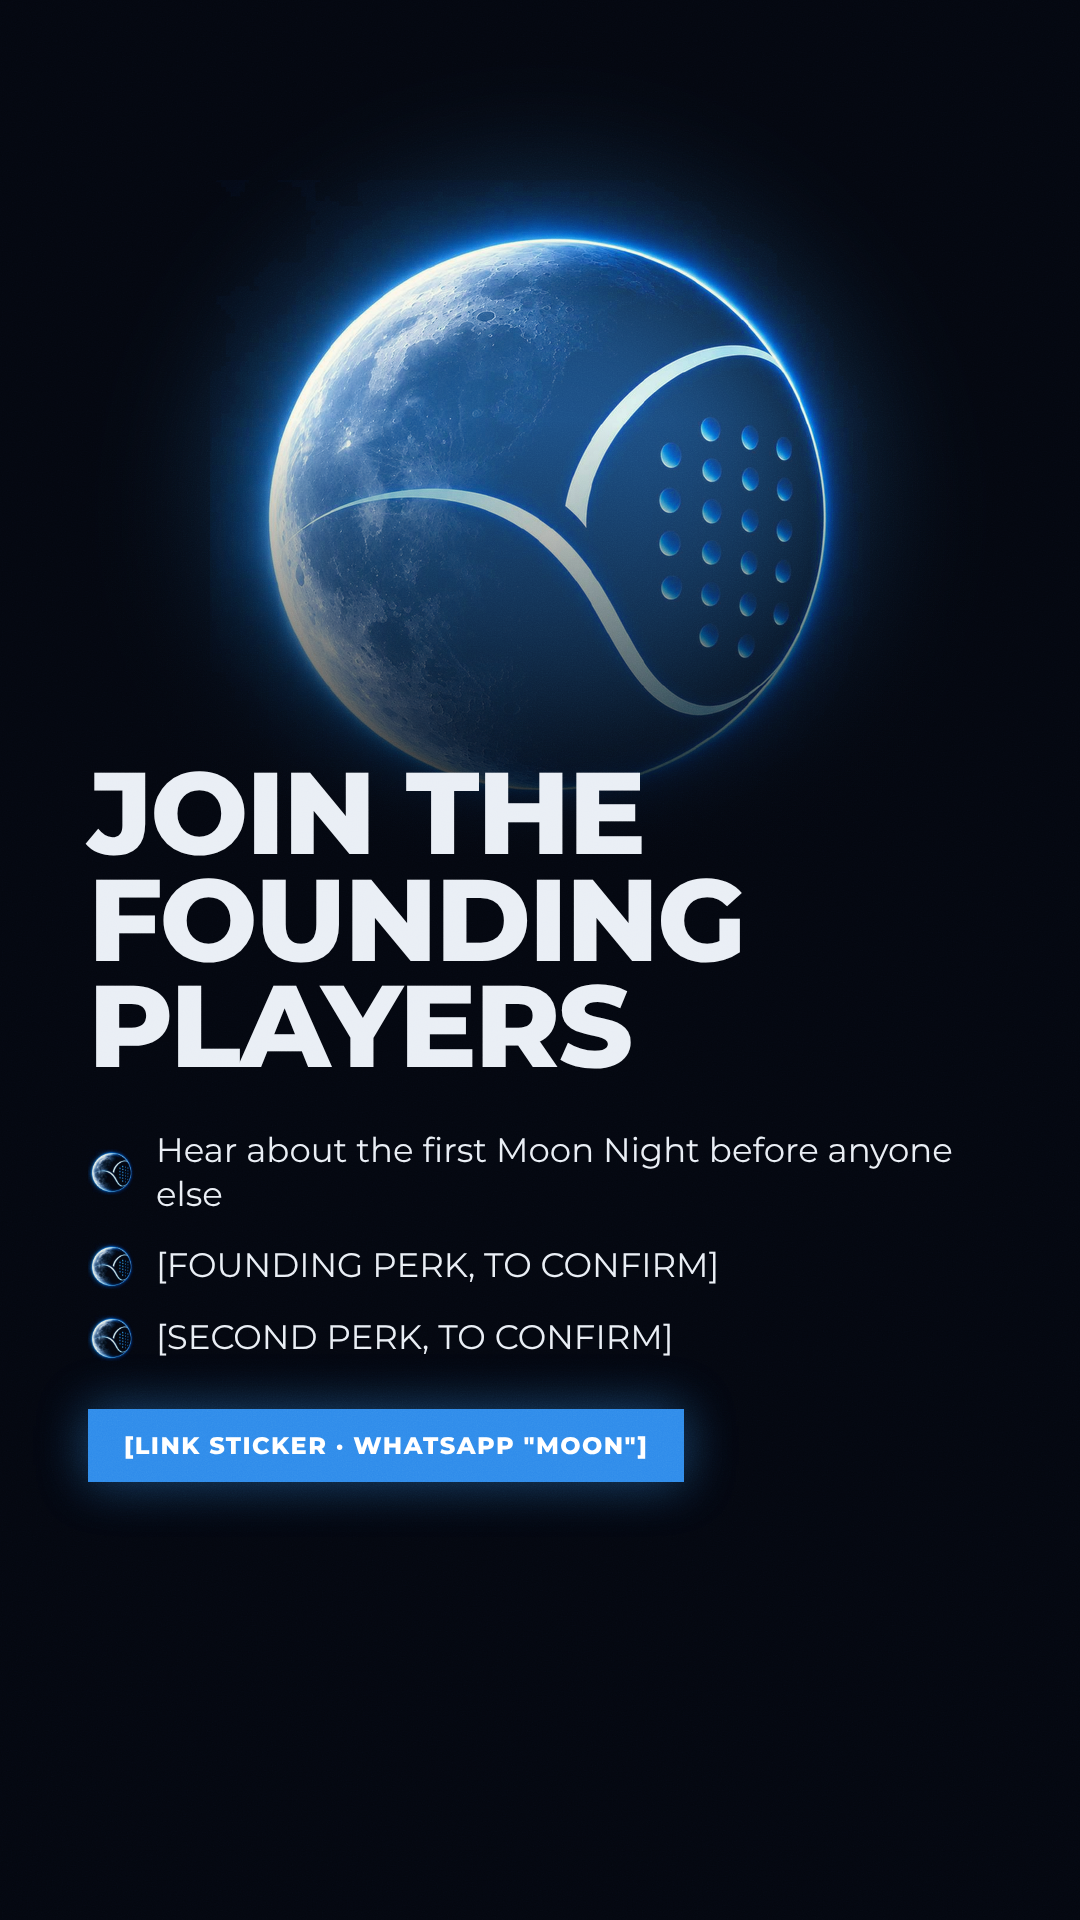 JOIN THE
FOUNDING
PLAYERS
Hear about the first Moon Night before anyone
else
[FOUNDING PERK, TO CONFIRM]
[SECOND PERK, TO CONFIRM]
[LINK STICKER · WHATSAPP "MOON"]